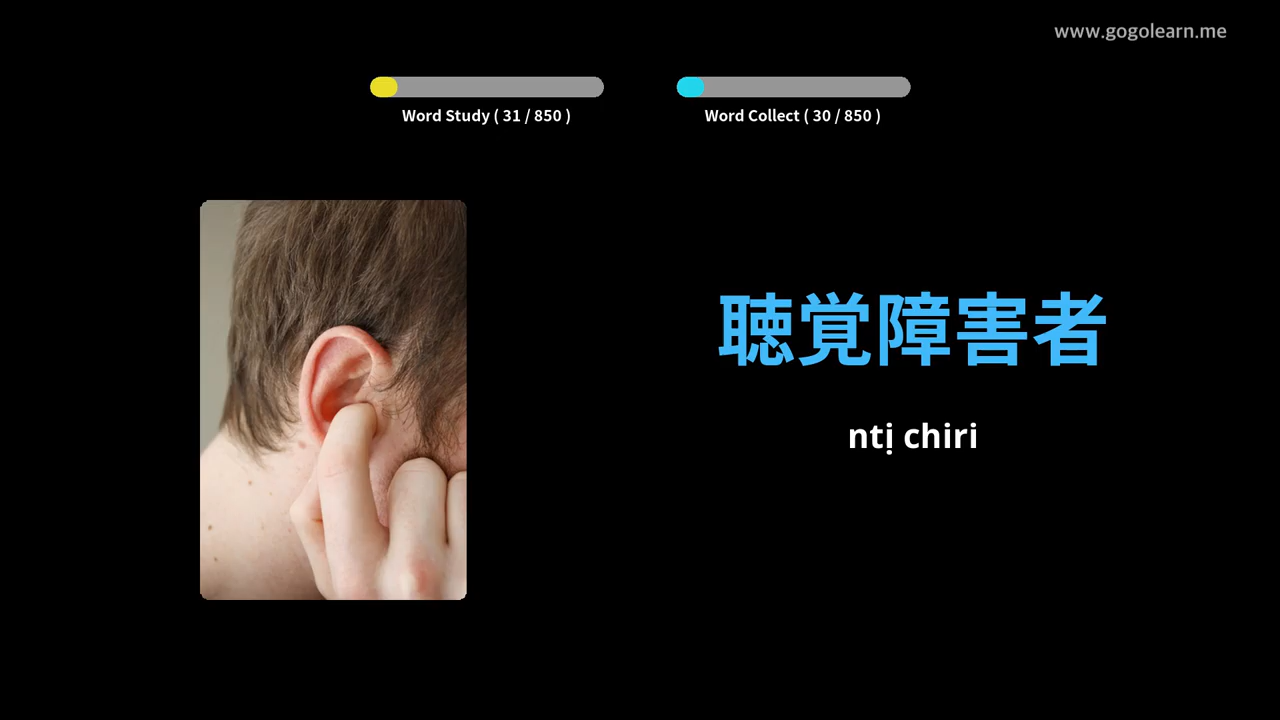 www.gogolearn.me
Word Study ( 31 / 850 )
Word Collect ( 30 / 850 )
聴覚障害者
ntị chiri